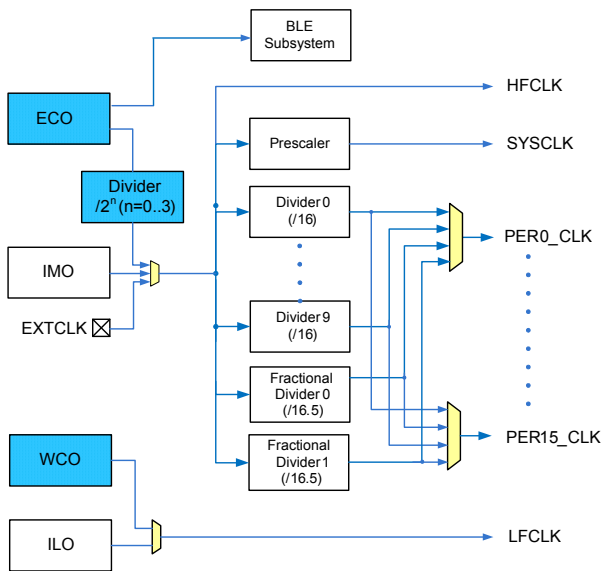 BLE
Subsystem
HFCLK
ECO
Prescaler
SYSCLK
Divider
/2ⁿ (n=0..3)
Divider 0
(/16)
PER0_CLK
IMO
EXTCLK
Divider 9
(/16)
Fractional
Divider 0
(/16.5)
PER15_CLK
Fractional
Divider 1
(/16.5)
WCO
ILO
LFCLK